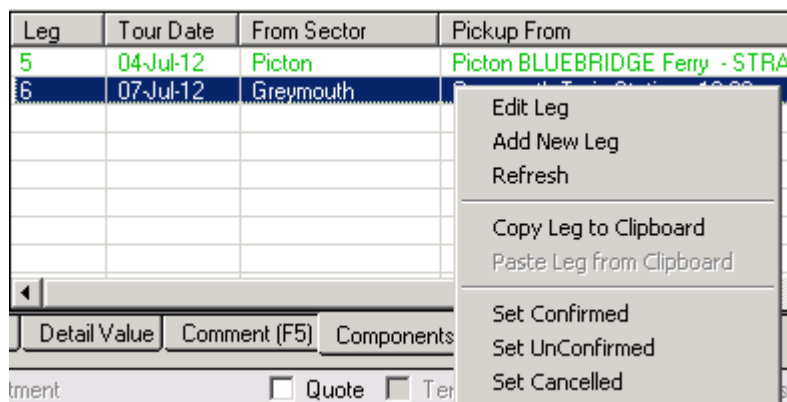 Leg Tour Date From Sector Pickup From
5 04-Jul-12 Picton Picton BLUEBRIDGE Ferry - STRA
6 07-Jul-12 Greymouth
Edit Leg
Add New Leg
Refresh
Copy Leg to Clipboard
Paste Leg from Clipboard
Set Confirmed
Set UnConfirmed
Set Cancelled
Detail Value Comment (F5) Components
tment Quote Ter